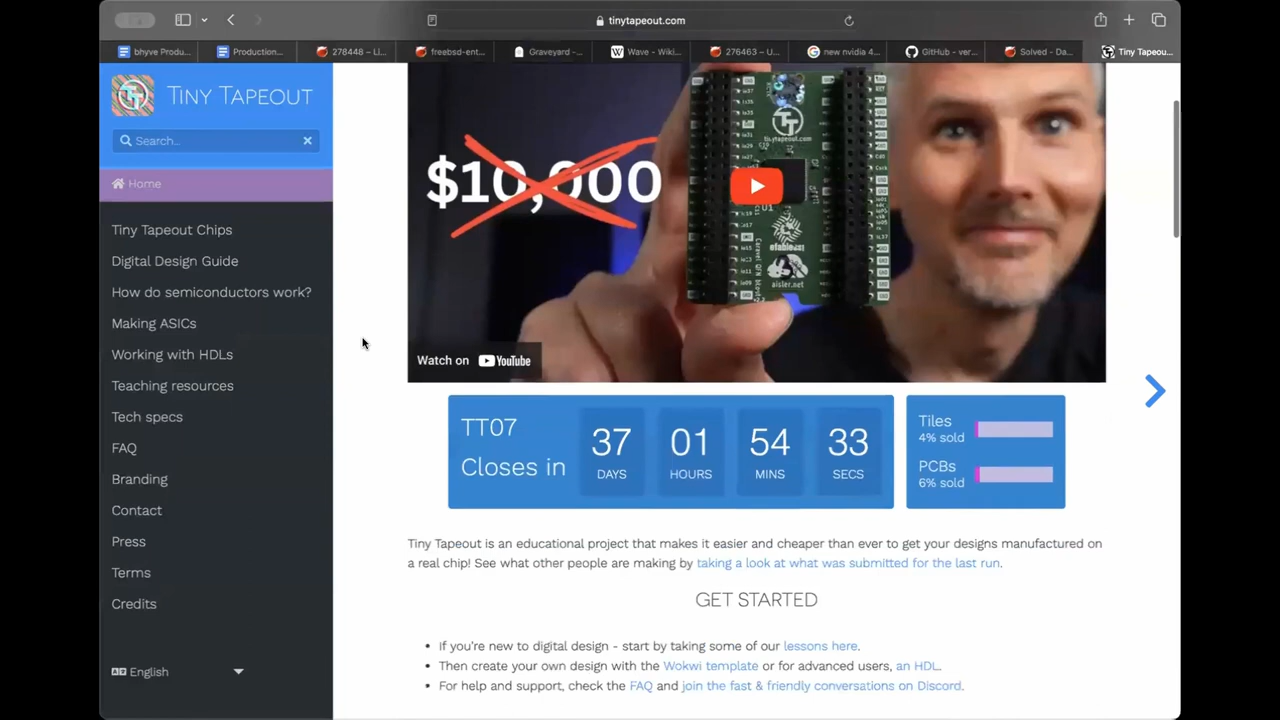 tinytapeout.com
bhyve Produ...
Production...
278448 – Li...
freebsd-ent...
Graveyard -...
Wave - Wiki...
276463 – U...
new nvidia 4...
GitHub - ver...
Solved - Da...
Tiny Tapeou...
TINY TAPEOUT
Search...
Home
Tiny Tapeout Chips
Digital Design Guide
How do semiconductors work?
Making ASICs
Working with HDLs
Teaching resources
Tech specs
FAQ
Branding
Contact
Press
Terms
Credits
English
$10,000
tinytapeout.com
efabless
aisler.net
Watch on YouTube
TT07
Closes in
37 01 54 33
DAYS HOURS MINS SECS
Tiles
4% sold
PCBs
6% sold
Tiny Tapeout is an educational project that makes it easier and cheaper than ever to get your designs manufactured on
a real chip! See what other people are making by taking a look at what was submitted for the last run.
GET STARTED
• If you're new to digital design - start by taking some of our lessons here.
• Then create your own design with the Wokwi template or for advanced users, an HDL.
• For help and support, check the FAQ and join the fast & friendly conversations on Discord.